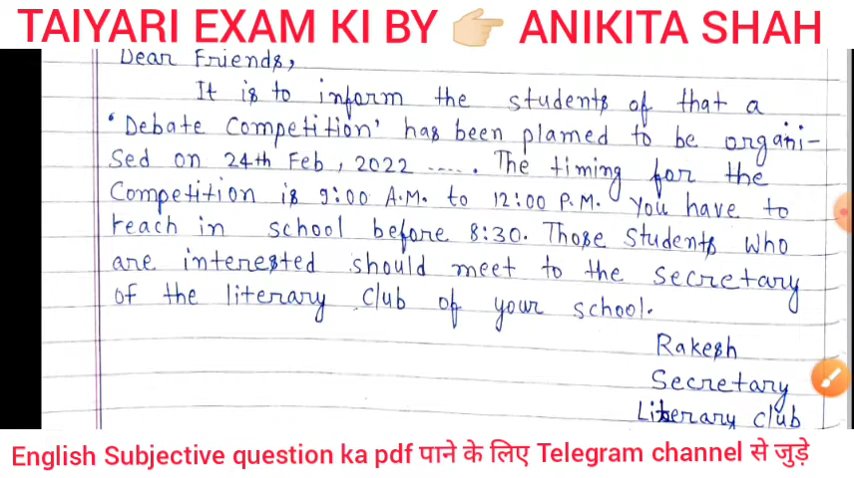 TAIYARI EXAM KI BY 👉 ANIKITA SHAH
Dear Friends,
It is to inform the students of that a
'Debate Competition' has been plamed to be organi-
sed on 24th Feb, 2022 ..... . The timing for the
Competition is 9:00 A.M. to 12:00 P.M. You have to
reach in school before 8:30. Those students who
are interested should meet to the secretary
of the literary club of your school.
Rakesh
Secretary
Literary club
English Subjective question ka pdf पाने के लिए Telegram channel से जुड़े